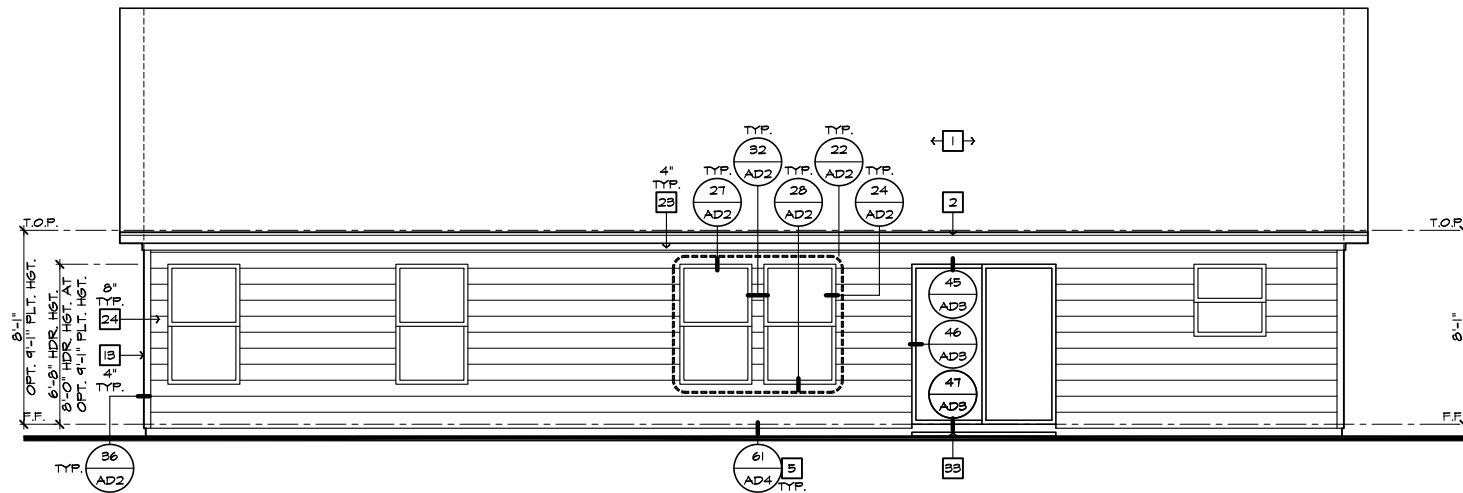 TYP.
32
AD2
TYP.
22
AD2
1
4"
TYP.
23
TYP.
27
AD2
TYP.
28
AD2
TYP.
24
AD2
2
T.O.P.
T.O.P.
8'-1"
OPT. 9'-1" PLT. HGT.
6'-8" HDR. HGT.
8'-0" HDR. HGT. AT
OPT. 9'-1" PLT. HGT.
8"
TYP.
24
13
4"
TYP.
45
AD3
46
AD3
47
AD3
8'-1"
F.F.
F.F.
TYP.
36
AD2
61
AD4
5
TYP.
33